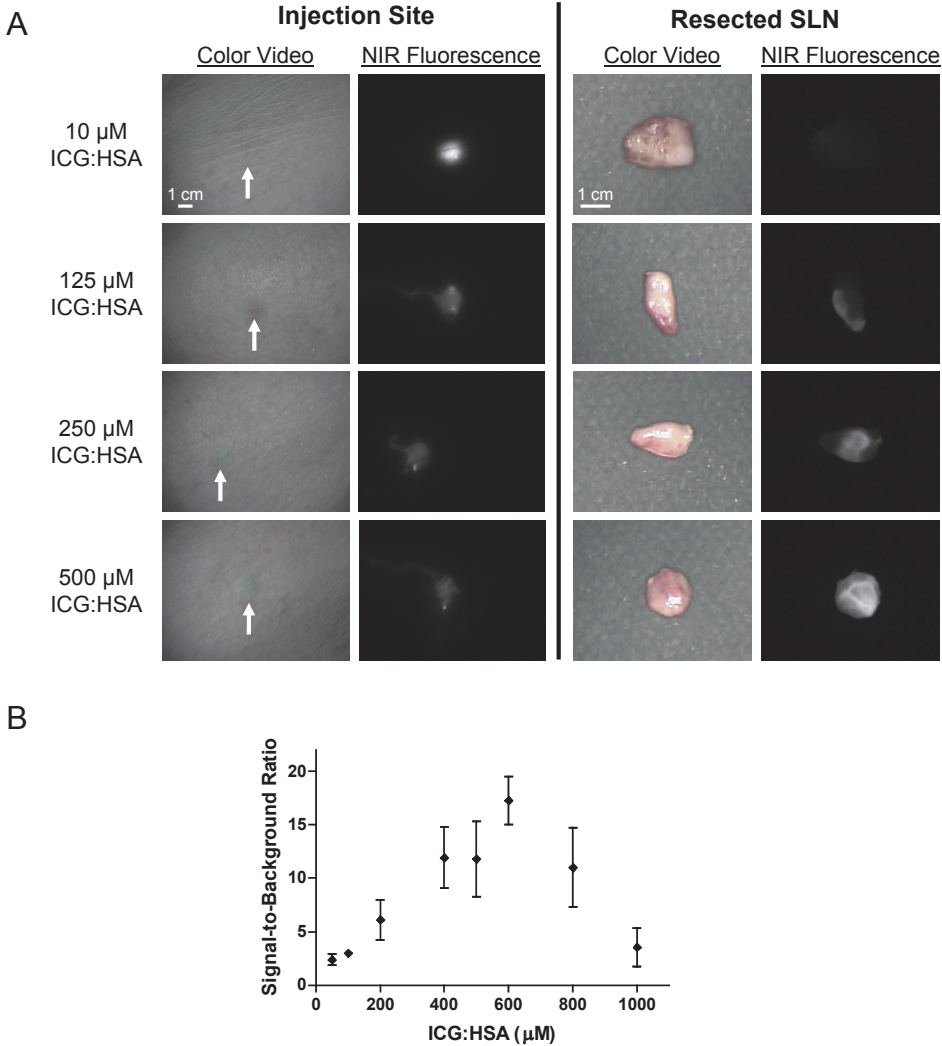 A
Injection Site
Resected SLN
Color Video
NIR Fluorescence
Color Video
NIR Fluorescence
10 µM
ICG:HSA
1 cm
1 cm
125 µM
ICG:HSA
250 µM
ICG:HSA
500 µM
ICG:HSA
B
Signal-to-Background Ratio
20
15
10
5
0
0 200 400 600 800 1000
ICG:HSA (µM)